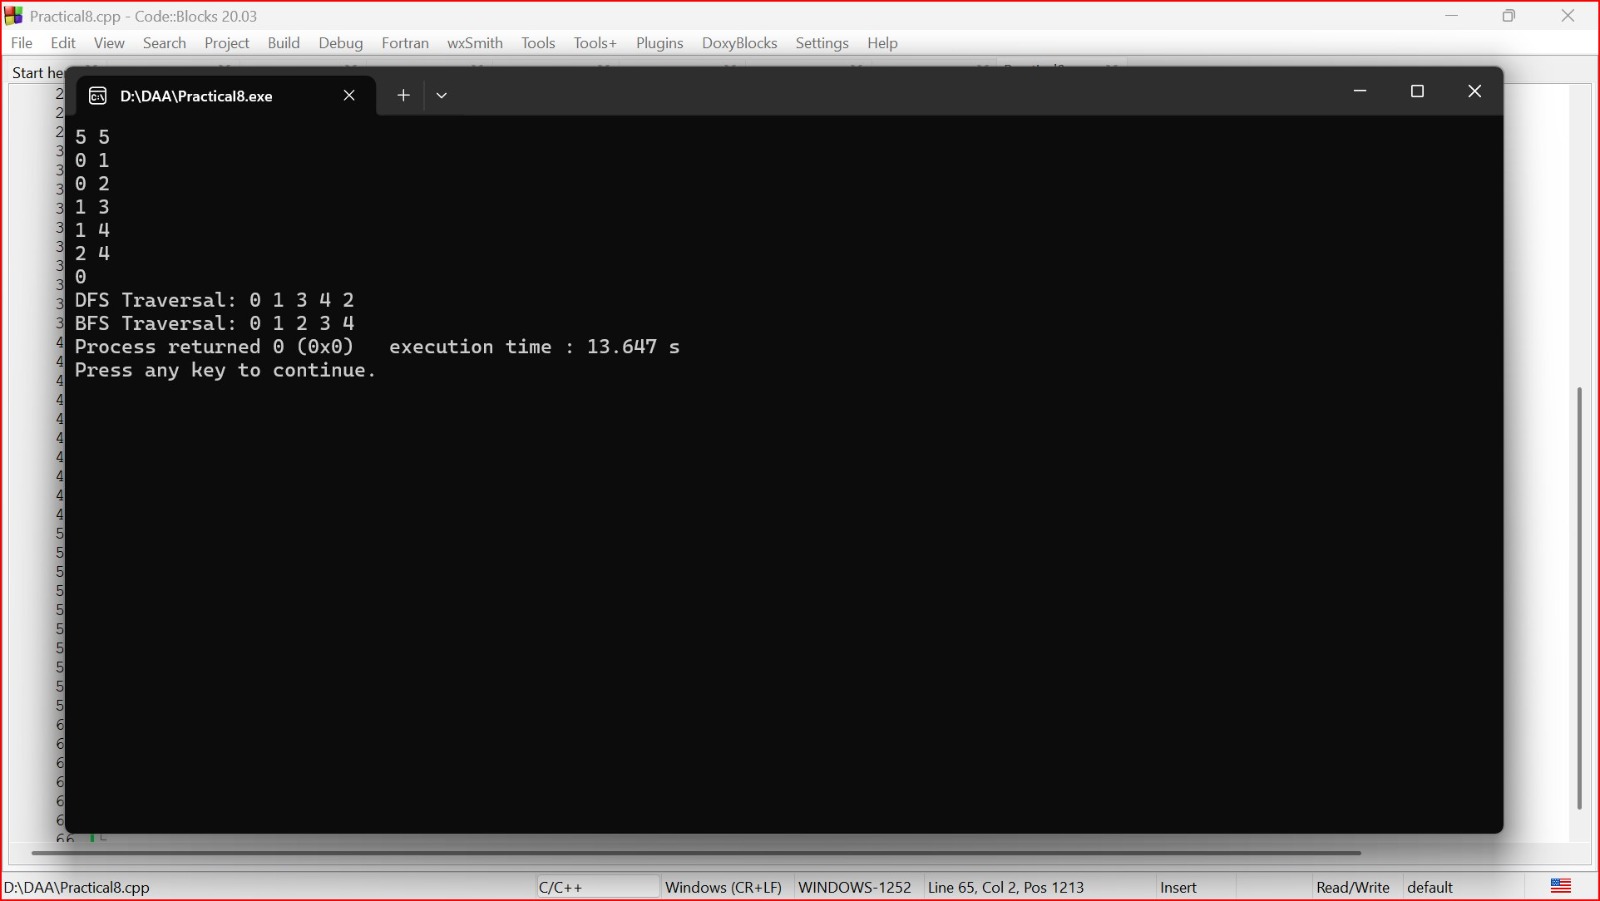 Practical8.cpp - Code::Blocks 20.03
File Edit View Search Project Build Debug Fortran wxSmith Tools Tools+ Plugins DoxyBlocks Settings Help
Start he
D:\DAA\Practical8.exe
5 5
0 1
0 2
1 3
1 4
2 4
0
DFS Traversal: 0 1 3 4 2
BFS Traversal: 0 1 2 3 4
Process returned 0 (0x0)   execution time : 13.647 s
Press any key to continue.
66
D:\DAA\Practical8.cpp C/C++ Windows (CR+LF) WINDOWS-1252 Line 65, Col 2, Pos 1213 Insert Read/Write default